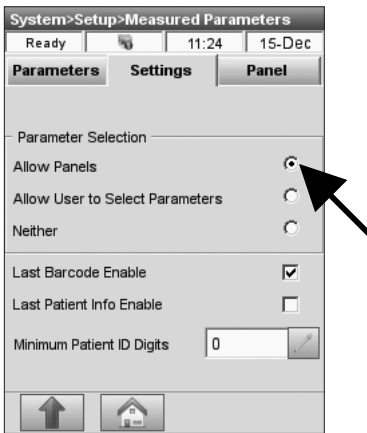 System>Setup>Measured Parameters
Ready 11:24 15-Dec
Parameters Settings Panel
Parameter Selection
Allow Panels
Allow User to Select Parameters
Neither
Last Barcode Enable
Last Patient Info Enable
Minimum Patient ID Digits 0